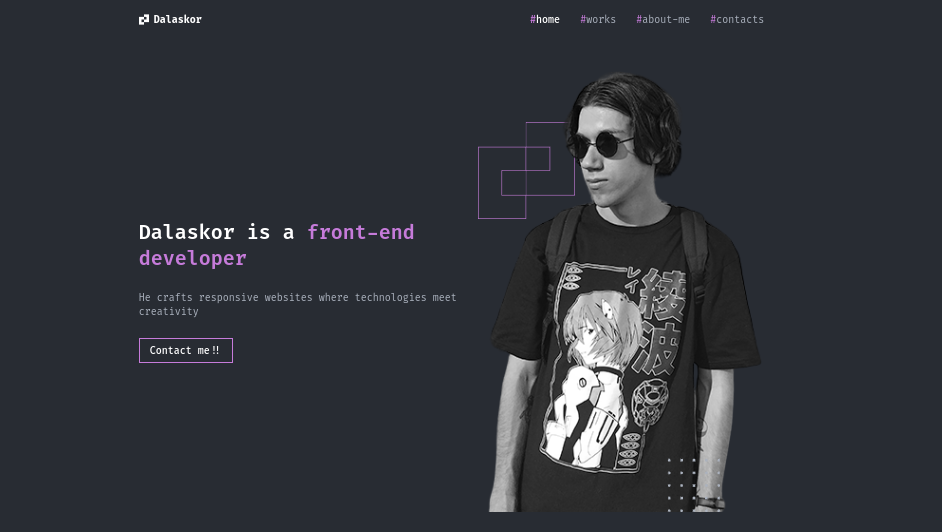 Dalaskor
#home #works #about-me #contacts
Dalaskor is a front-end
developer
He crafts responsive websites where technologies meet
creativity
Contact me!!
レイ
綾波